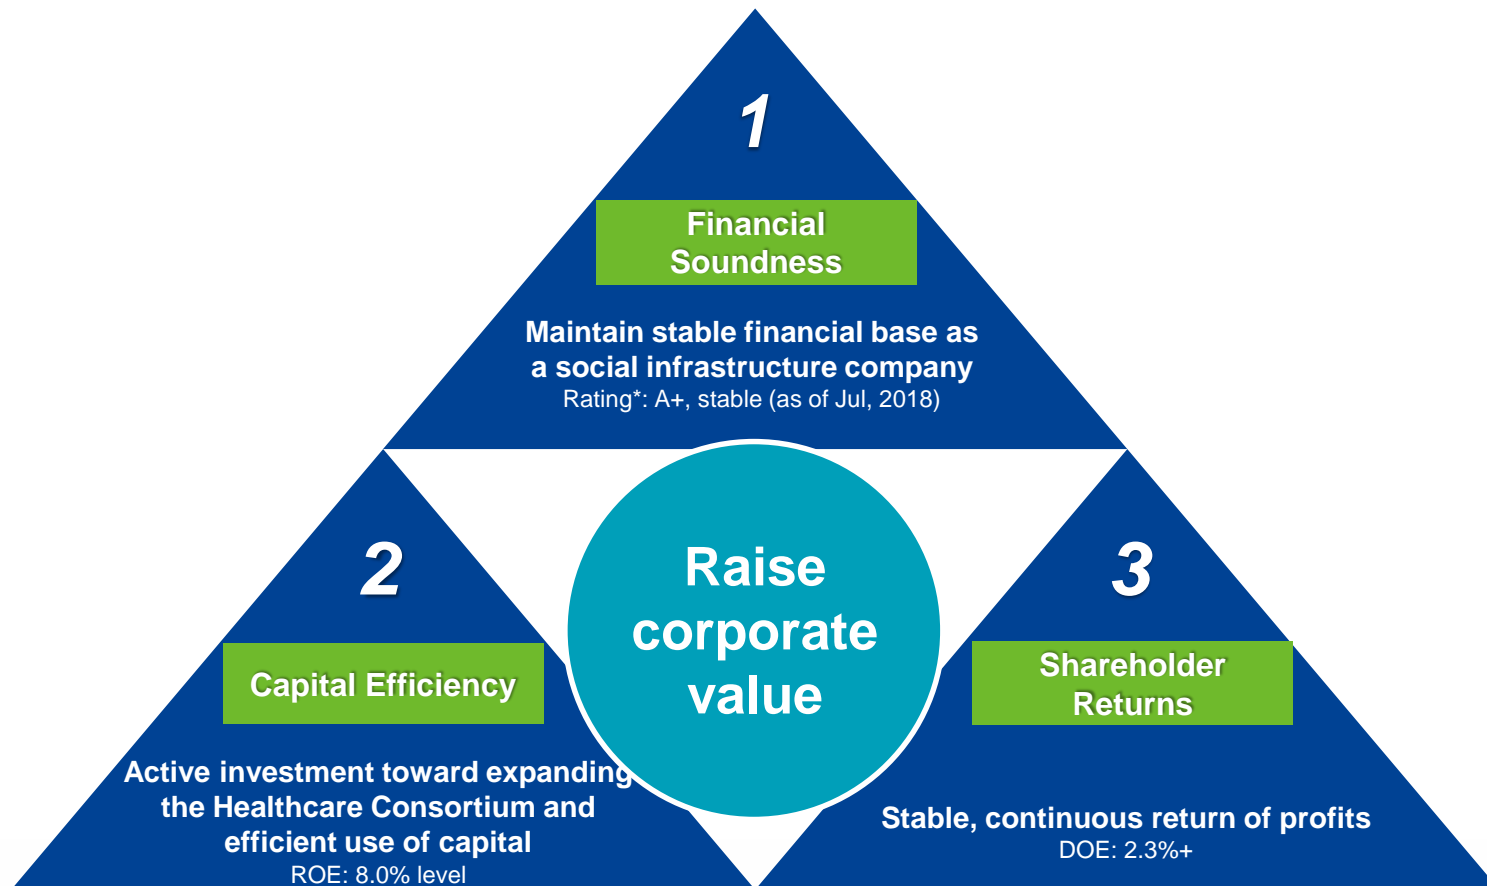 1
Financial
Soundness
Maintain stable financial base as
a social infrastructure company
Rating*: A+, stable (as of Jul, 2018)
Raise
corporate
value
2
Capital Efficiency
Active investment toward expanding
the Healthcare Consortium and
efficient use of capital
ROE: 8.0% level
3
Shareholder
Returns
Stable, continuous return of profits
DOE: 2.3%+